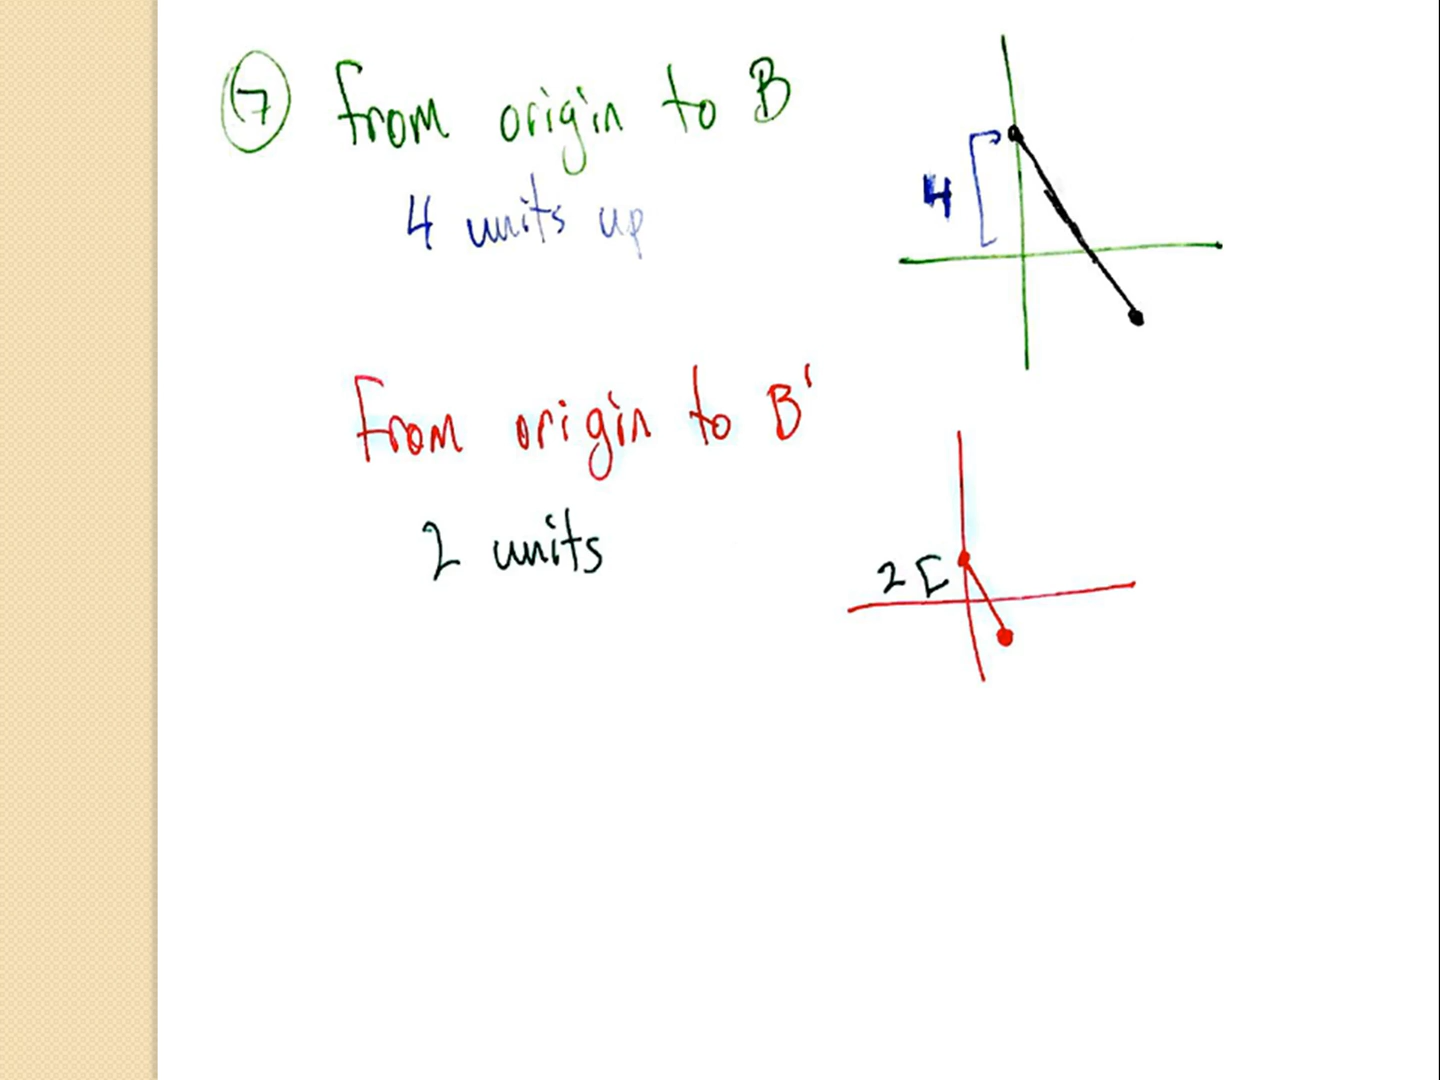 7 from origin to B
4 units up
4
From origin to B'
2 units
2